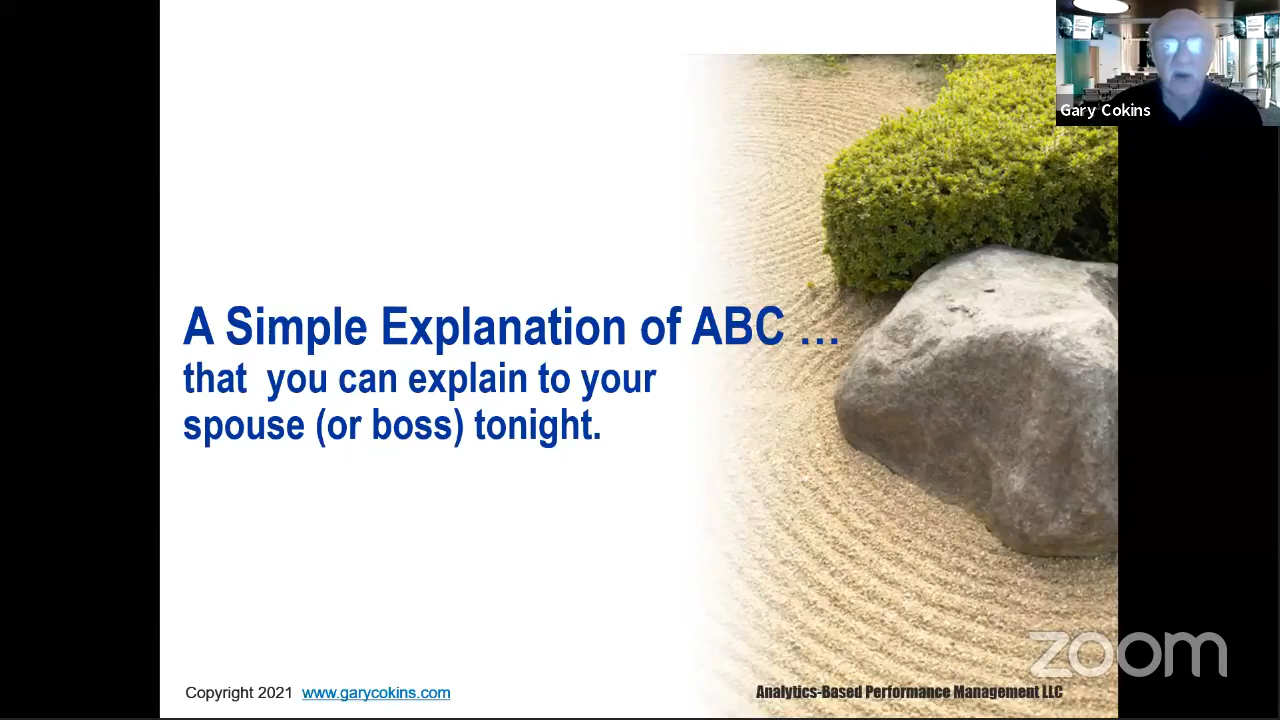 Gary Cokins
A Simple Explanation of ABC …
that you can explain to your
spouse (or boss) tonight.
zoom
Copyright 2021 www.garycokins.com
Analytics-Based Performance Management LLC